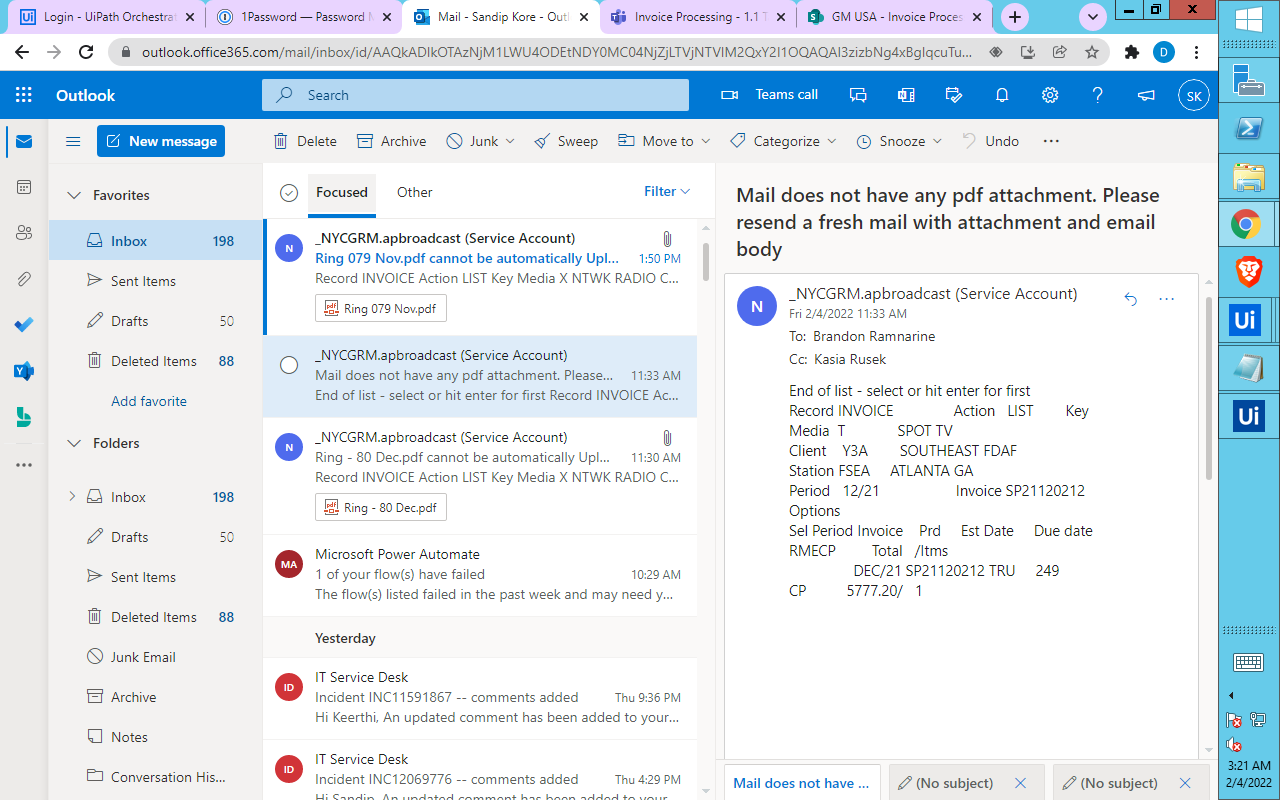 Login - UiPath Orchestrat
1Password — Password M
Mail - Sandip Kore - Outl
Invoice Processing - 1.1 T
GM USA - Invoice Proces
outlook.office365.com/mail/inbox/id/AAQkADIkOTAzNjM1LWU4ODEtNDY0MC04NjZjLTVjNTVlM2QxY2I1OQAQAI3zizbNg4xBgIqcuTu...
D
Outlook
Search
Teams call
SK
New message
Delete
Archive
Junk
Sweep
Move to
Categorize
Snooze
Undo
Favorites
Inbox 198
Sent Items
Drafts 50
Deleted Items 88
Add favorite
Folders
Inbox 198
Drafts 50
Sent Items
Deleted Items 88
Junk Email
Archive
Notes
Conversation His...
Focused
Other
Filter
N
_NYCGRM.apbroadcast (Service Account)
Ring 079 Nov.pdf cannot be automatically Upl... 1:50 PM
Record INVOICE Action LIST Key Media X NTWK RADIO C...
Ring 079 Nov.pdf
_NYCGRM.apbroadcast (Service Account)
Mail does not have any pdf attachment. Please... 11:33 AM
End of list - select or hit enter for first Record INVOICE Ac...
N
_NYCGRM.apbroadcast (Service Account)
Ring - 80 Dec.pdf cannot be automatically Upl... 11:30 AM
Record INVOICE Action LIST Key Media X NTWK RADIO C...
Ring - 80 Dec.pdf
MA
Microsoft Power Automate
1 of your flow(s) have failed 10:29 AM
The flow(s) listed failed in the past week and may need y...
Yesterday
ID
IT Service Desk
Incident INC11591867 -- comments added Thu 9:36 PM
Hi Keerthi, An updated comment has been added to your...
ID
IT Service Desk
Incident INC12069776 -- comments added Thu 4:29 PM
Hi Sandip, An updated comment has been added to your...
Mail does not have any pdf attachment. Please
resend a fresh mail with attachment and email
body
N
_NYCGRM.apbroadcast (Service Account)
Fri 2/4/2022 11:33 AM
To: Brandon Ramnarine
Cc: Kasia Rusek
End of list - select or hit enter for first
Record INVOICE Action LIST Key
Media T SPOT TV
Client Y3A SOUTHEAST FDAF
Station FSEA ATLANTA GA
Period 12/21 Invoice SP21120212
Options
Sel Period Invoice Prd Est Date Due date
RMECP Total /Itms
DEC/21 SP21120212 TRU 249
CP 5777.20/ 1
Mail does not have ...
(No subject)
(No subject)
Ui
Ui
3:21 AM
2/4/2022